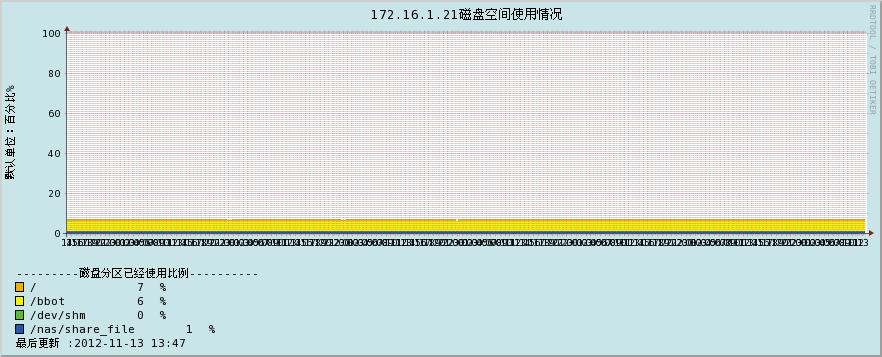 172.16.1.21磁盘空间使用情况
RRDTOOL / TOBI OETIKER
默认单位：百分比%
100
80
60
40
20
0
---------磁盘分区已经使用比例----------
/ 7 %
/bbot 6 %
/dev/shm 0 %
/nas/share_file 1 %
最后更新 :2012-11-13 13:47